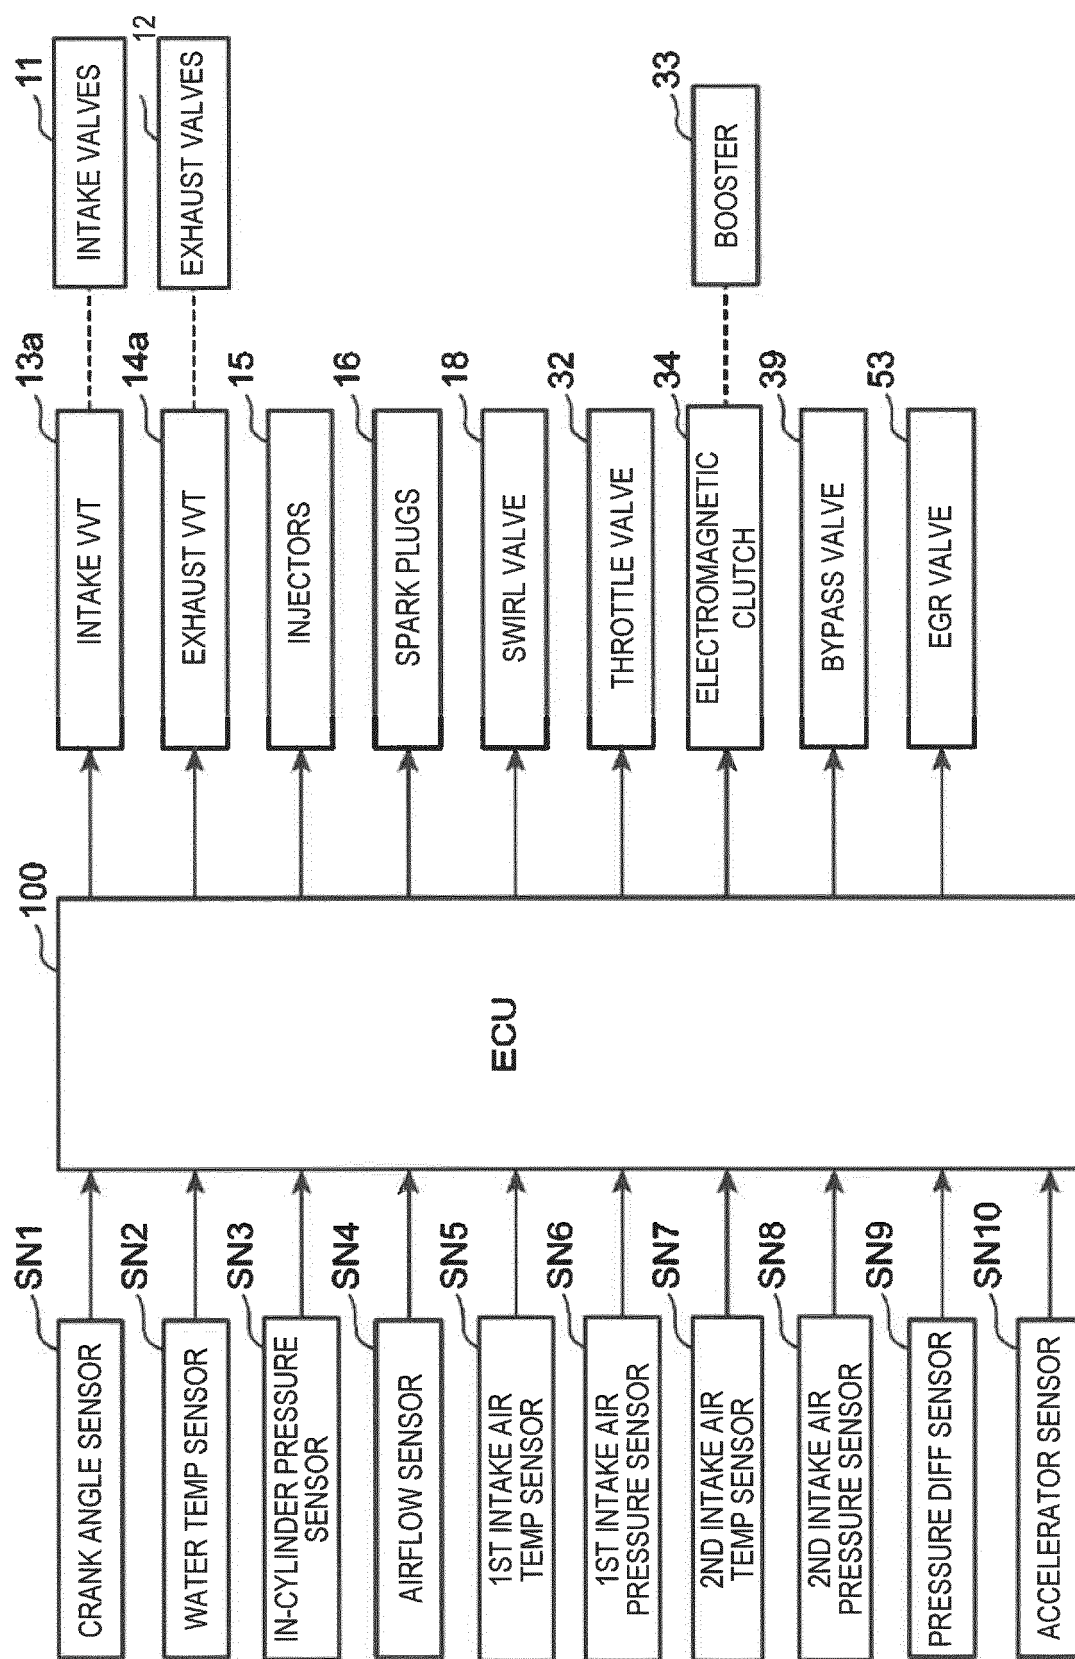 SN1
CRANK ANGLE SENSOR
SN2
WATER TEMP SENSOR
SN3
IN-CYLINDER PRESSURE
SENSOR
SN4
AIRFLOW SENSOR
SN5
1ST INTAKE AIR
TEMP SENSOR
SN6
1ST INTAKE AIR
PRESSURE SENSOR
SN7
2ND INTAKE AIR
TEMP SENSOR
SN8
2ND INTAKE AIR
PRESSURE SENSOR
SN9
PRESSURE DIFF SENSOR
SN10
ACCELERATOR SENSOR
100
ECU
13a
INTAKE VVT
14a
EXHAUST VVT
15
INJECTORS
16
SPARK PLUGS
18
SWIRL VALVE
32
THROTTLE VALVE
34
ELECTROMAGNETIC
CLUTCH
39
BYPASS VALVE
53
EGR VALVE
11
INTAKE VALVES
12
EXHAUST VALVES
33
BOOSTER